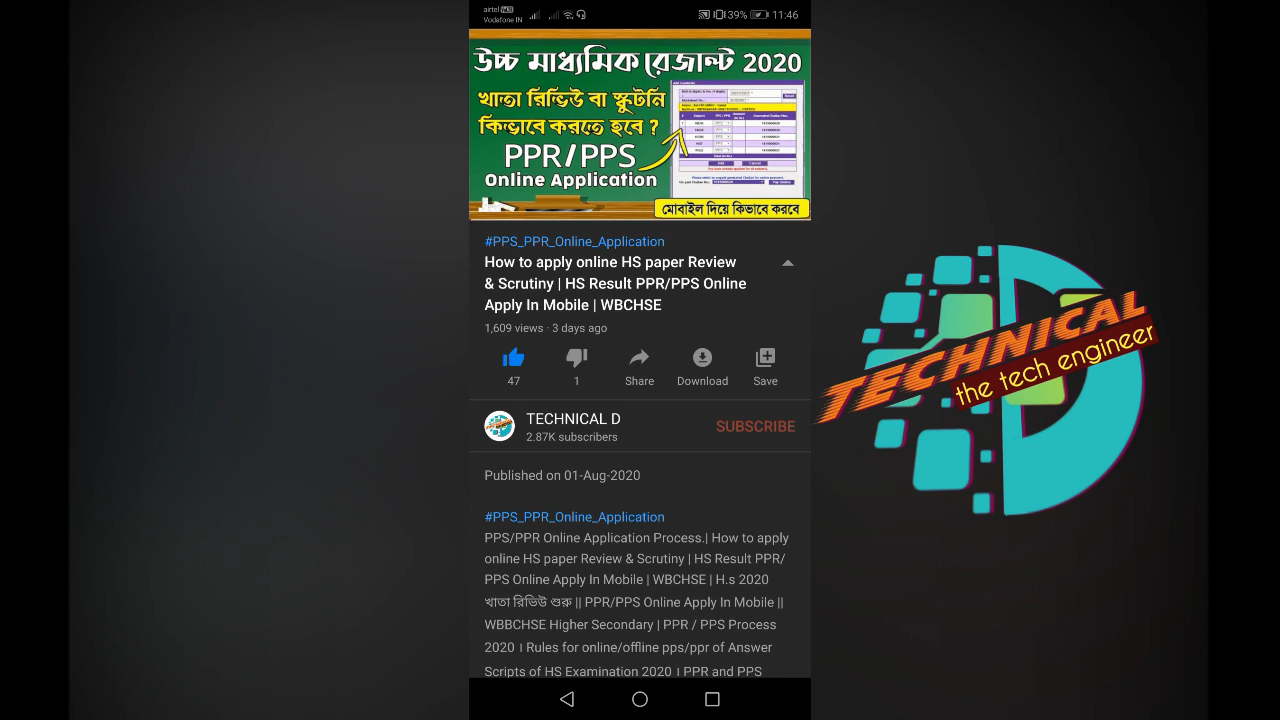 airtel VoLTE
Vodafone IN
39%
11:46
উচ্চ মাধ্যমিক রেজাল্ট 2020
খাতা রিভিউ বা স্কুটনি
কিভাবে করতে হবে ?
PPR/PPS
Online Application
মোবাইল দিয়ে কিভাবে করবে
#PPS_PPR_Online_Application
How to apply online HS paper Review
& Scrutiny | HS Result PPR/PPS Online
Apply In Mobile | WBCHSE
1,609 views · 3 days ago
47
1
Share
Download
Save
TECHNICAL D
2.87K subscribers
SUBSCRIBE
Published on 01-Aug-2020
#PPS_PPR_Online_Application
PPS/PPR Online Application Process.| How to apply
online HS paper Review & Scrutiny | HS Result PPR/
PPS Online Apply In Mobile | WBCHSE | H.s 2020
খাতা রিভিউ শুরু || PPR/PPS Online Apply In Mobile ||
WBBCHSE Higher Secondary | PPR / PPS Process
2020 । Rules for online/offline pps/ppr of Answer
Scripts of HS Examination 2020 । PPR and PPS
TECHNICAL
the tech engineer